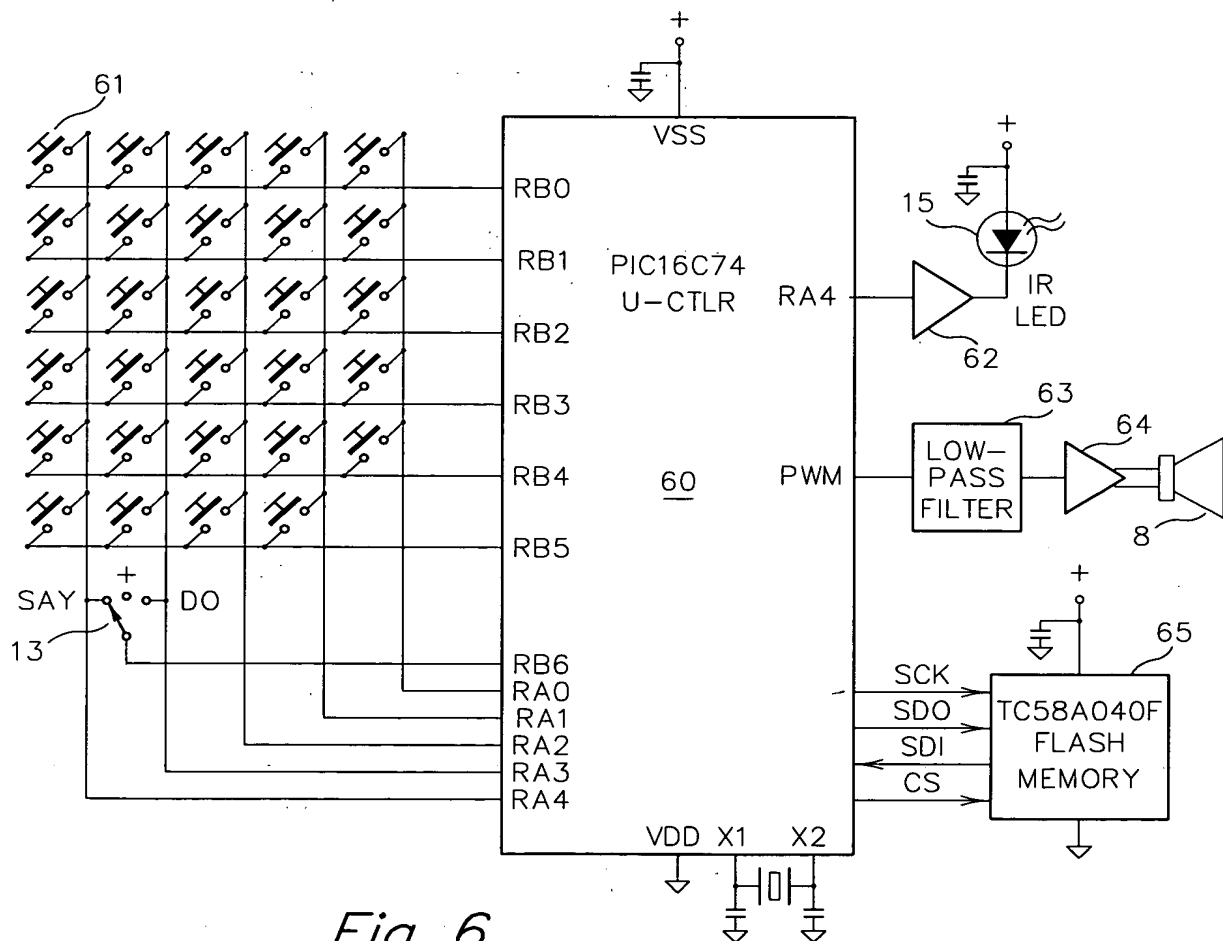 +
61
VSS
+
RB0
15
RB1
PIC16C74
U-CTLR
RA4
IR
LED
62
RB2
RB3
63
64
RB4
60
PWM
LOW-
PASS
FILTER
8
RB5
+
SAY
DO
13
+
65
RB6
RA0
RA1
RA2
RA3
RA4
SCK
SDO
SDI
CS
TC58A040F
FLASH
MEMORY
VDD
X1
X2
Fig. 6